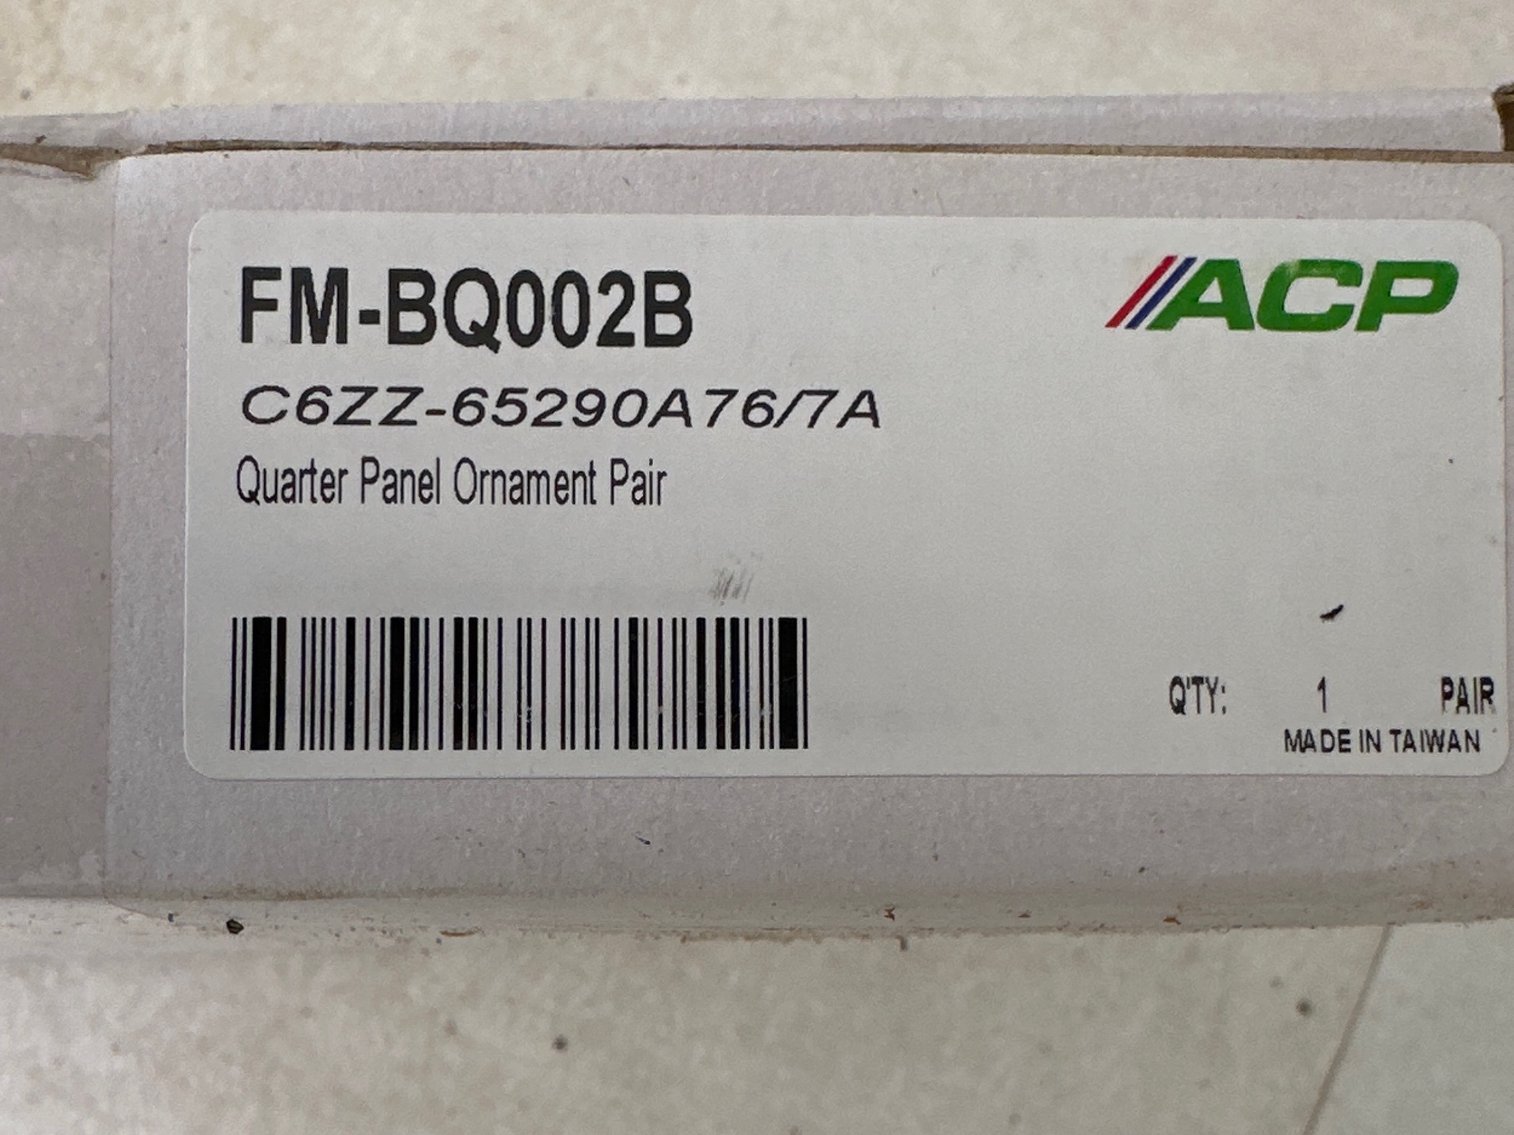 FM-BQ002B
ACP
C6ZZ-65290A76/7A
Quarter Panel Ornament Pair
Q'TY: 1 PAIR
MADE IN TAIWAN